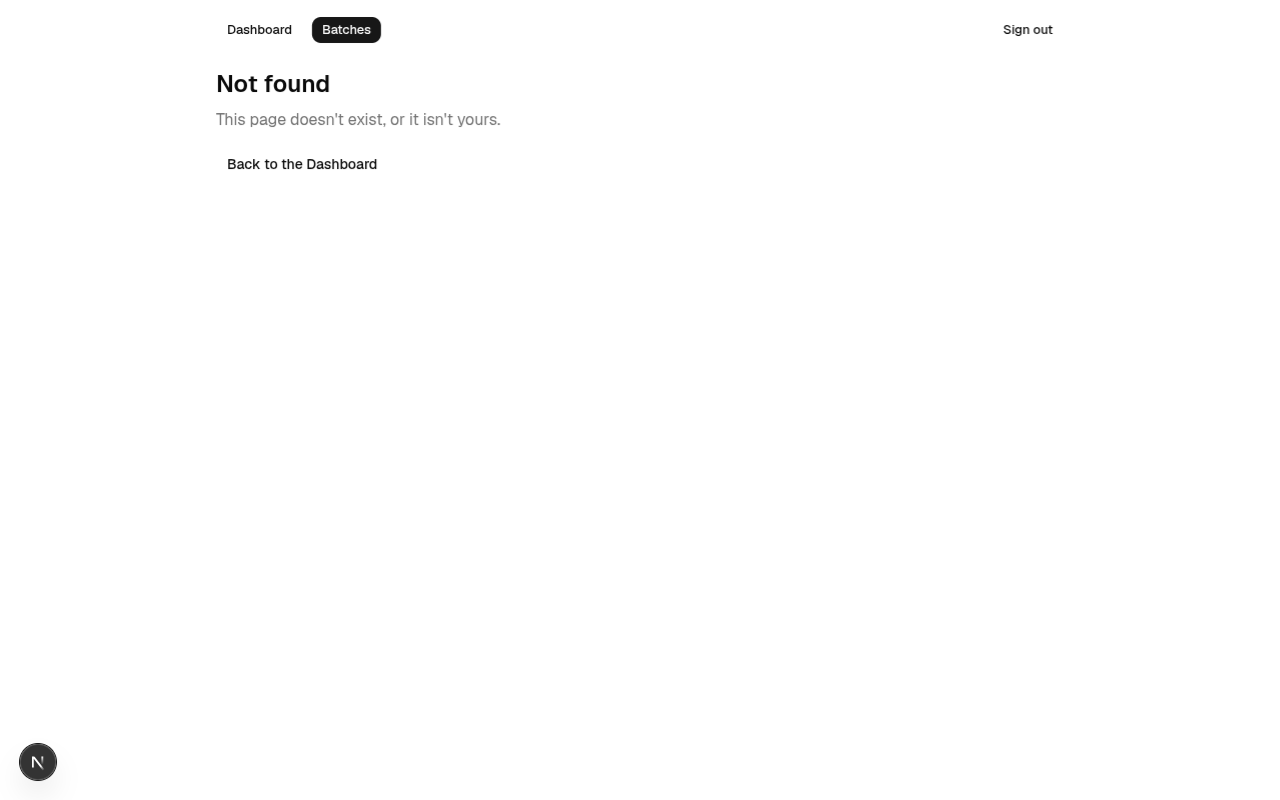 Dashboard Batches Sign out
Not found
This page doesn't exist, or it isn't yours.
Back to the Dashboard
N